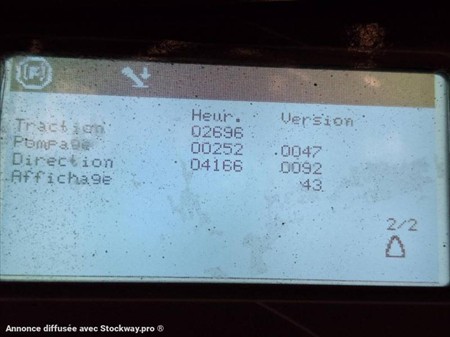 Heur. Version
Traction 02696
Pompage 00252 0047
Direction 04166 0092
Affichage 43
2/2
Annonce diffusée avec Stockway.pro ®